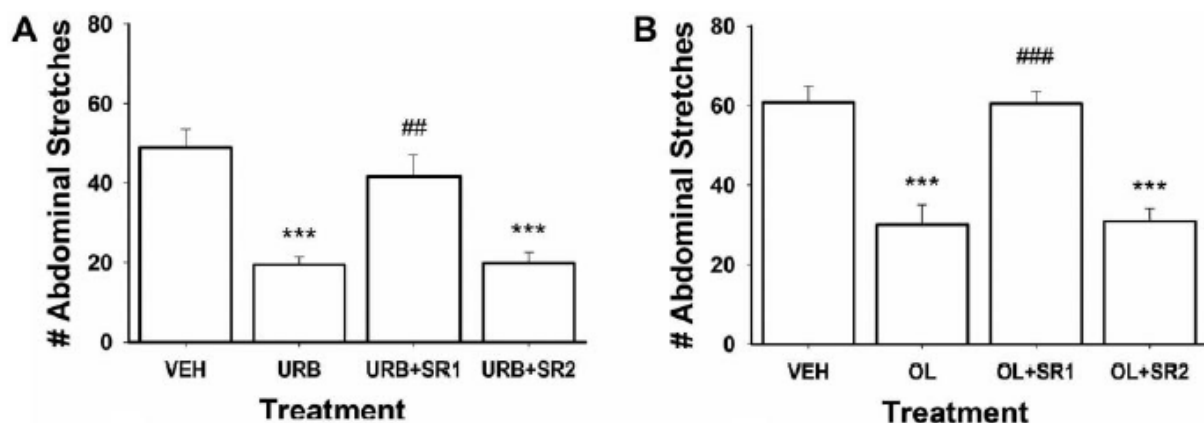 A
# Abdominal Stretches
80
60
40
20
0
***
##
***
VEH URB URB+SR1 URB+SR2
Treatment
B
# Abdominal Stretches
80
60
40
20
0
***
###
***
VEH OL OL+SR1 OL+SR2
Treatment